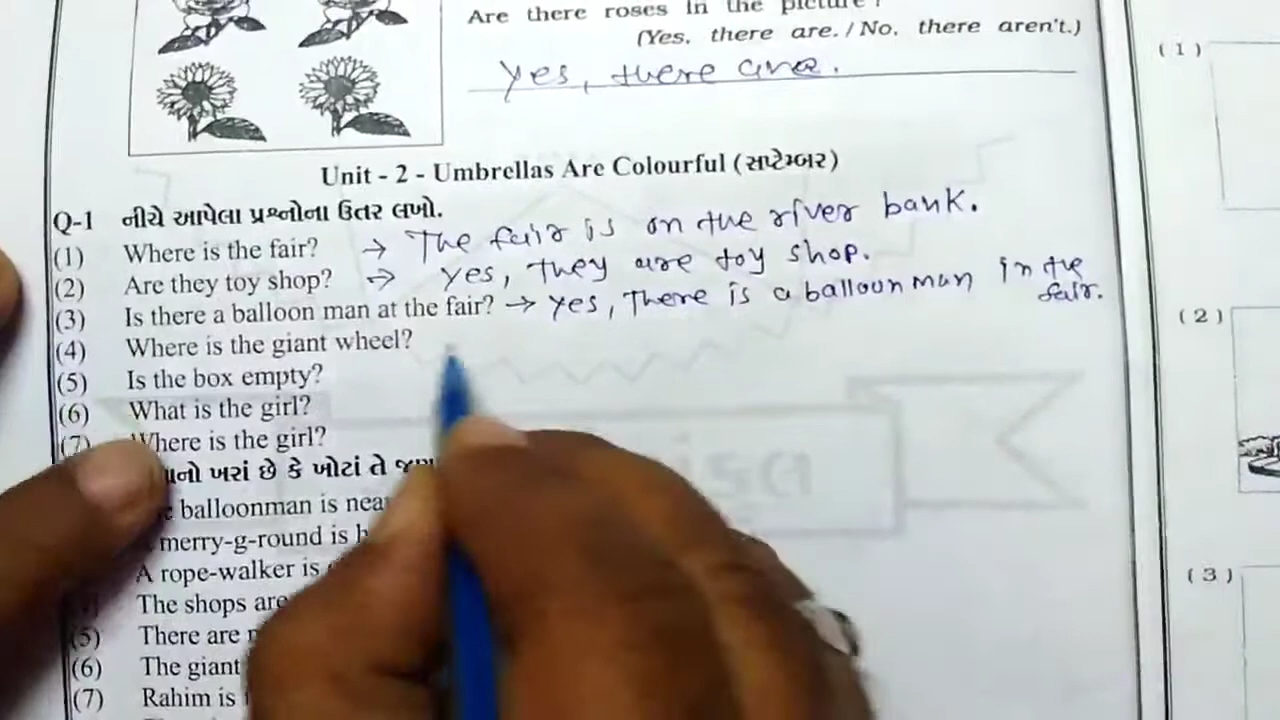 Are there roses in the picture?
(Yes, there are. / No, there aren't.)
Yes, there are.
Unit - 2 - Umbrellas Are Colourful (સપ્ટેમ્બર)
Q-1 નીચે આપેલા પ્રશ્નોના ઉતર લખો.
(1) Where is the fair? → The fair is on the river bank.
(2) Are they toy shop? → Yes, they are toy shop.
(3) Is there a balloon man at the fair? → Yes, There is a balloon man in the fair.
(4) Where is the giant wheel?
(5) Is the box empty?
(6) What is the girl?
(7) Where is the girl?
ખરાં છે કે ખોટાં તે
balloonman is
merry-g-round is
A rope-walker is
The shops are
(5) There are
(6) The giant
(7) Rahim is
(1)
(2)
(3)